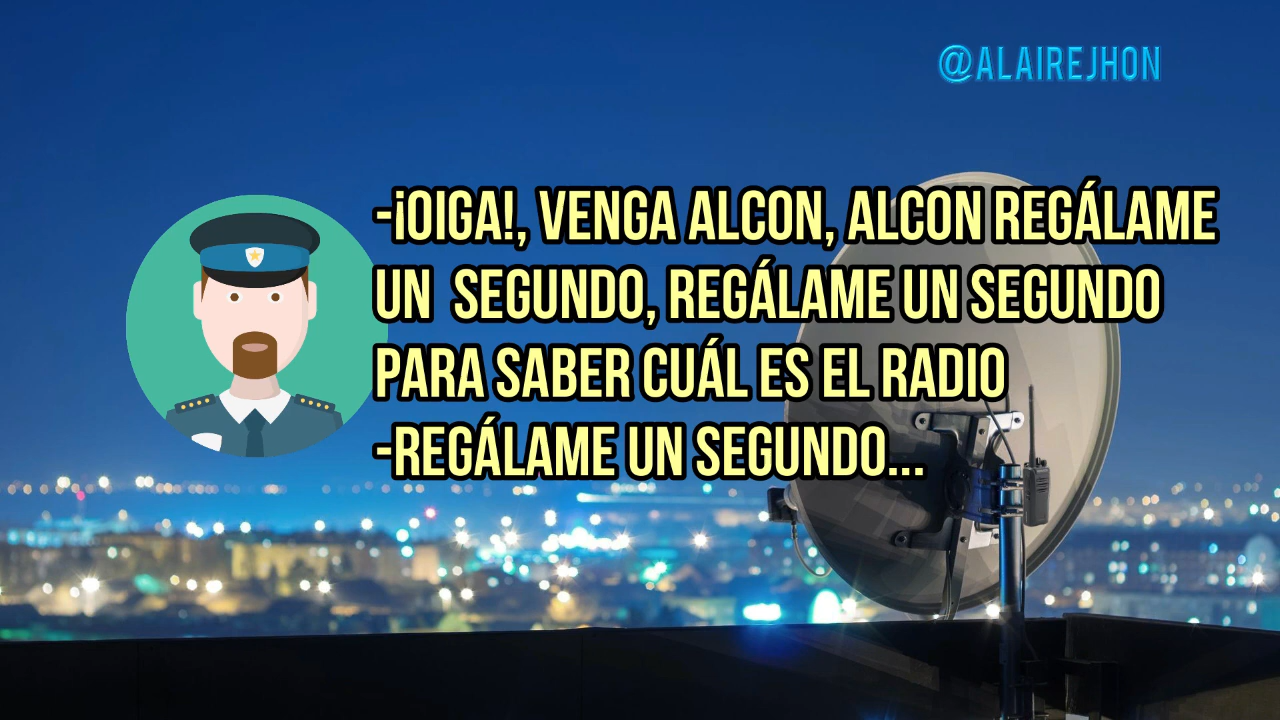 @ALAIREJHON
-¡OIGA!, VENGA ALCON, ALCON REGÁLAME
UN SEGUNDO, REGÁLAME UN SEGUNDO
PARA SABER CUÁL ES EL RADIO
-REGÁLAME UN SEGUNDO...